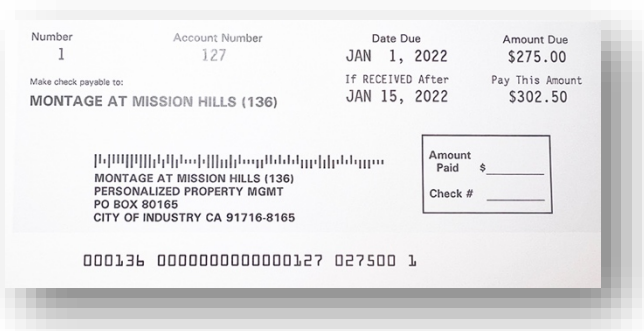 Number Account Number Date Due Amount Due
1 127 JAN 1, 2022 $275.00
Make check payable to: If RECEIVED After Pay This Amount
MONTAGE AT MISSION HILLS (136) JAN 15, 2022 $302.50
MONTAGE AT MISSION HILLS (136)
PERSONALIZED PROPERTY MGMT
PO BOX 80165
CITY OF INDUSTRY CA 91716-8165
Amount
Paid $
Check #
000136 0000000000000127 027500 1